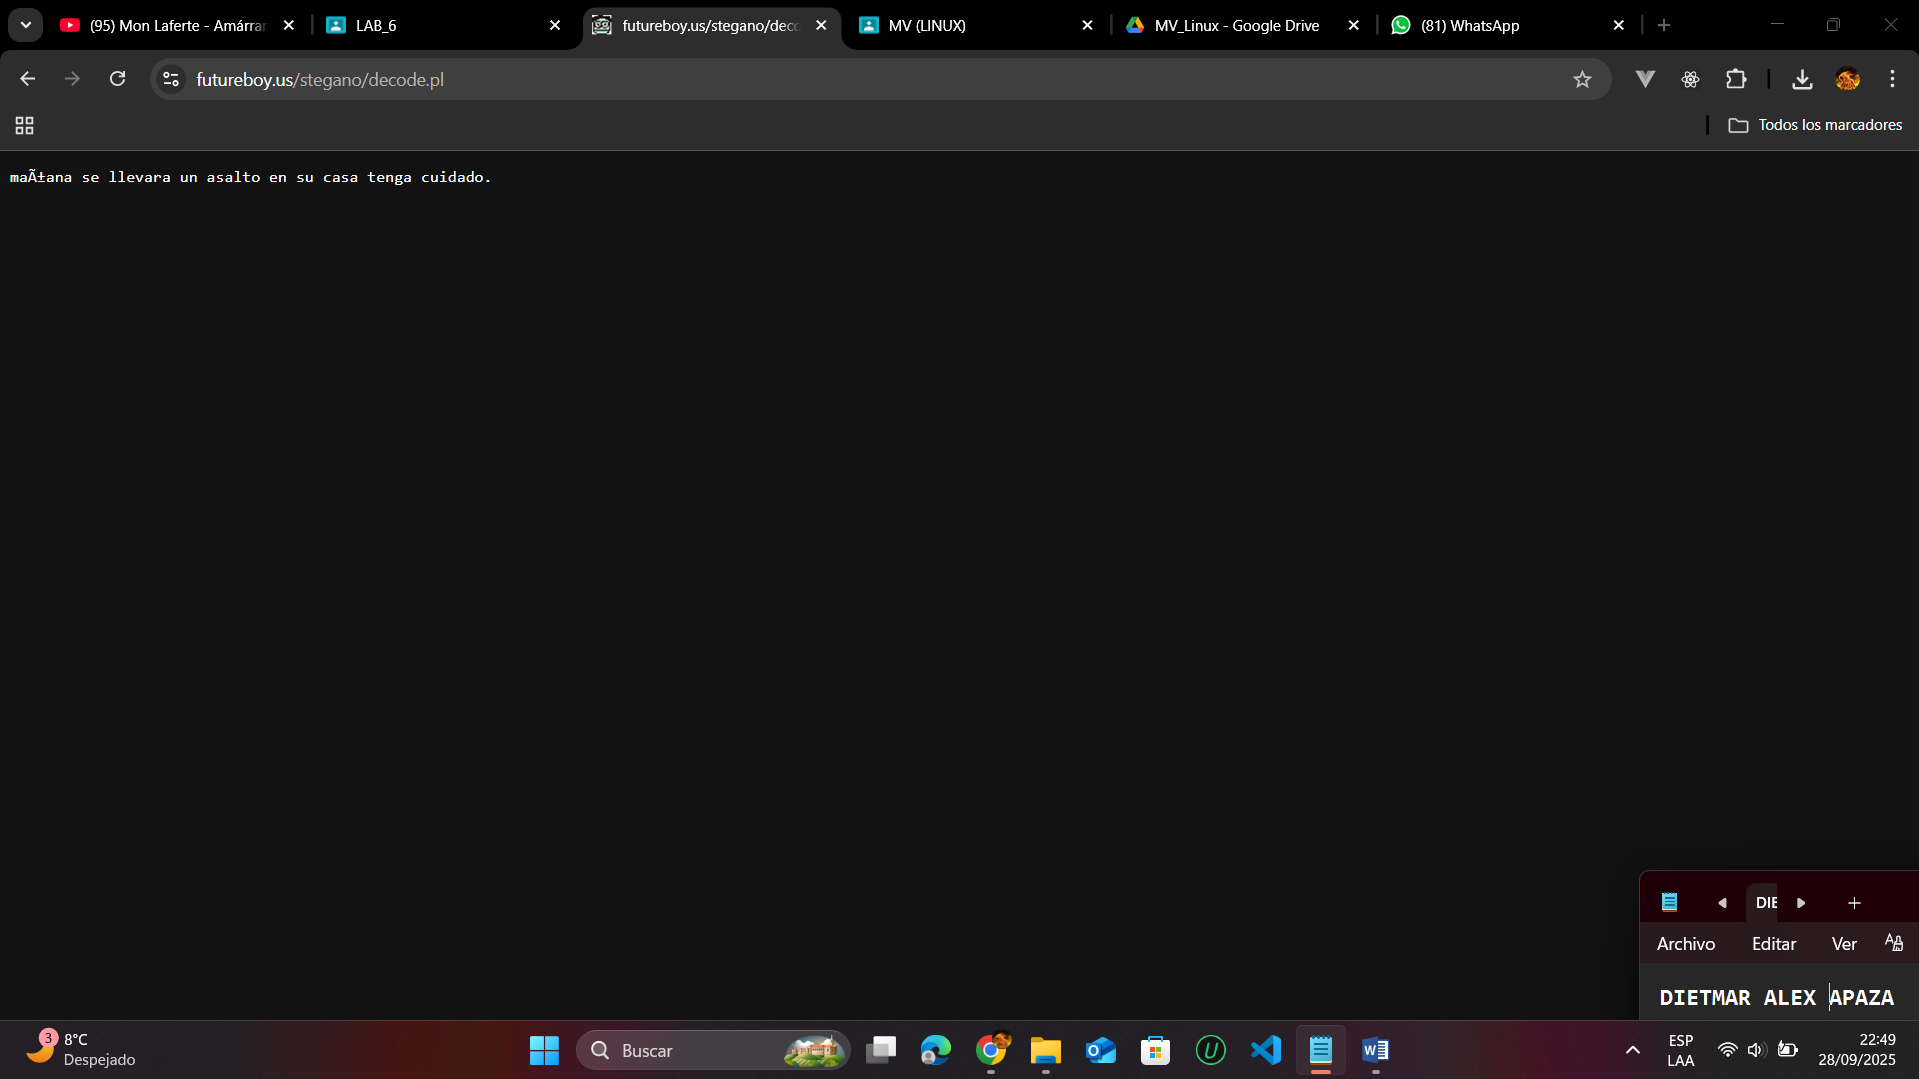 (95) Mon Laferte - Amárrar
LAB_6
futureboy.us/stegano/deco
MV (LINUX)
MV_Linux - Google Drive
(81) WhatsApp
futureboy.us/stegano/decode.pl
Todos los marcadores
maÃ±ana se llevara un asalto en su casa tenga cuidado.
DIE
Archivo Editar Ver
DIETMAR ALEX APAZA
3
8°C
Despejado
Buscar
ESP
LAA
22:49
28/09/2025